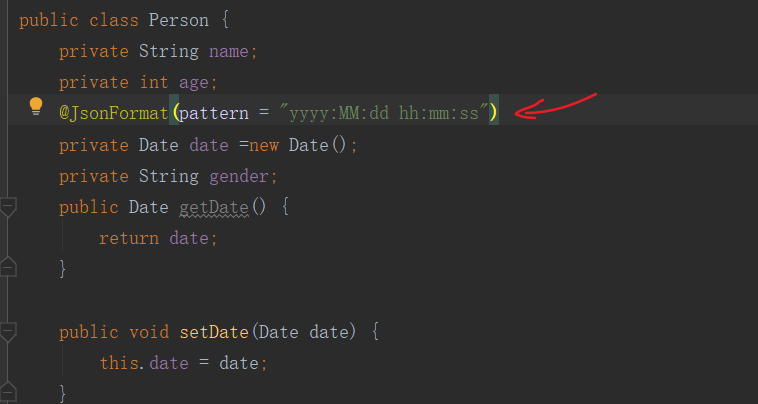 public class Person {
private String name;
private int age;
@JsonFormat(pattern = "yyyy:MM:dd hh:mm:ss")
private Date date =new Date();
private String gender;
public Date getDate() {
return date;
}
public void setDate(Date date) {
this.date = date;
}